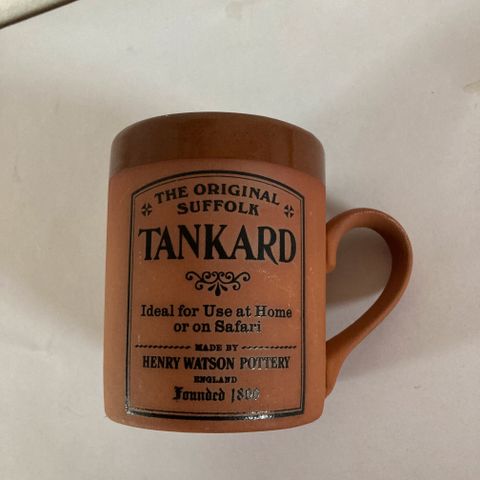 THE ORIGINAL
SUFFOLK
TANKARD
Ideal for Use at Home
or on Safari
MADE BY
HENRY WATSON POTTERY
ENGLAND
Founded 1800